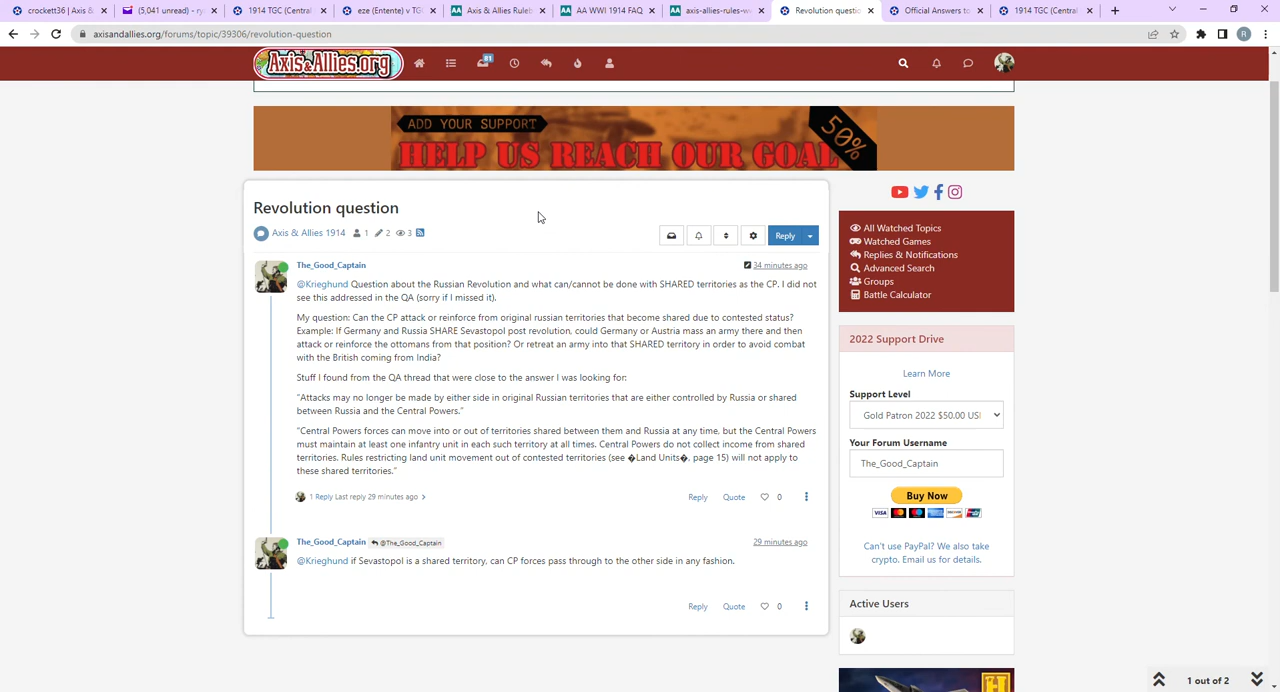 crockett36 | Axis &
(5,041 unread) - ry
1914 TGC (Central
eze (Entente) v TG
Axis & Allies Rulet
AA WWI 1914 FAQ
axis-allies-rules-w
Revolution questio
Official Answers to
1914 TGC (Central
axisandallies.org/forums/topic/39306/revolution-question
R
Axis&Allies.org
81
ADD YOUR SUPPORT
HELP US REACH OUR GOAL
50%
Revolution question
Axis & Allies 1914 1 2 3
Reply
The_Good_Captain
34 minutes ago
@Krieghund Question about the Russian Revolution and what can/cannot be done with SHARED territories as the CP. I did not
see this addressed in the QA (sorry if I missed it).
My question: Can the CP attack or reinforce from original russian territories that become shared due to contested status?
Example: If Germany and Russia SHARE Sevastopol post revolution, could Germany or Austria mass an army there and then
attack or reinforce the ottomans from that position? Or retreat an army into that SHARED territory in order to avoid combat
with the British coming from India?
Stuff I found from the QA thread that were close to the answer I was looking for:
"Attacks may no longer be made by either side in original Russian territories that are either controlled by Russia or shared
between Russia and the Central Powers."
"Central Powers forces can move into or out of territories shared between them and Russia at any time, but the Central Powers
must maintain at least one infantry unit in each such territory at all times. Central Powers do not collect income from shared
territories. Rules restricting land unit movement out of contested territories (see �Land Units�, page 15) will not apply to
these shared territories."
1 Reply Last reply 29 minutes ago
Reply Quote 0
The_Good_Captain @The_Good_Captain
29 minutes ago
@Krieghund if Sevastopol is a shared territory, can CP forces pass through to the other side in any fashion.
Reply Quote 0
All Watched Topics
Watched Games
Replies & Notifications
Advanced Search
Groups
Battle Calculator
2022 Support Drive
Learn More
Support Level
Gold Patron 2022 $50.00 US
Your Forum Username
The_Good_Captain
Buy Now
VISA
Can't use PayPal? We also take
crypto. Email us for details.
Active Users
H
1 out of 2